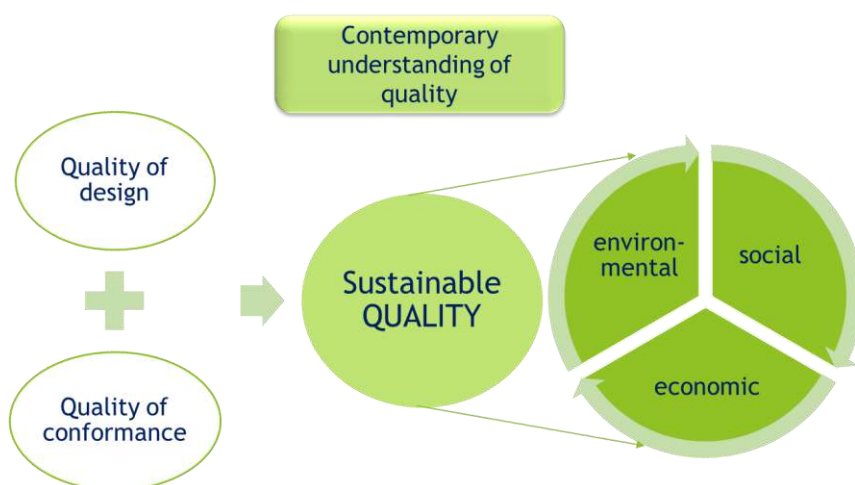 Contemporary
understanding of
quality
Quality of
design
Quality of
conformance
Sustainable
QUALITY
environ-
mental
social
economic